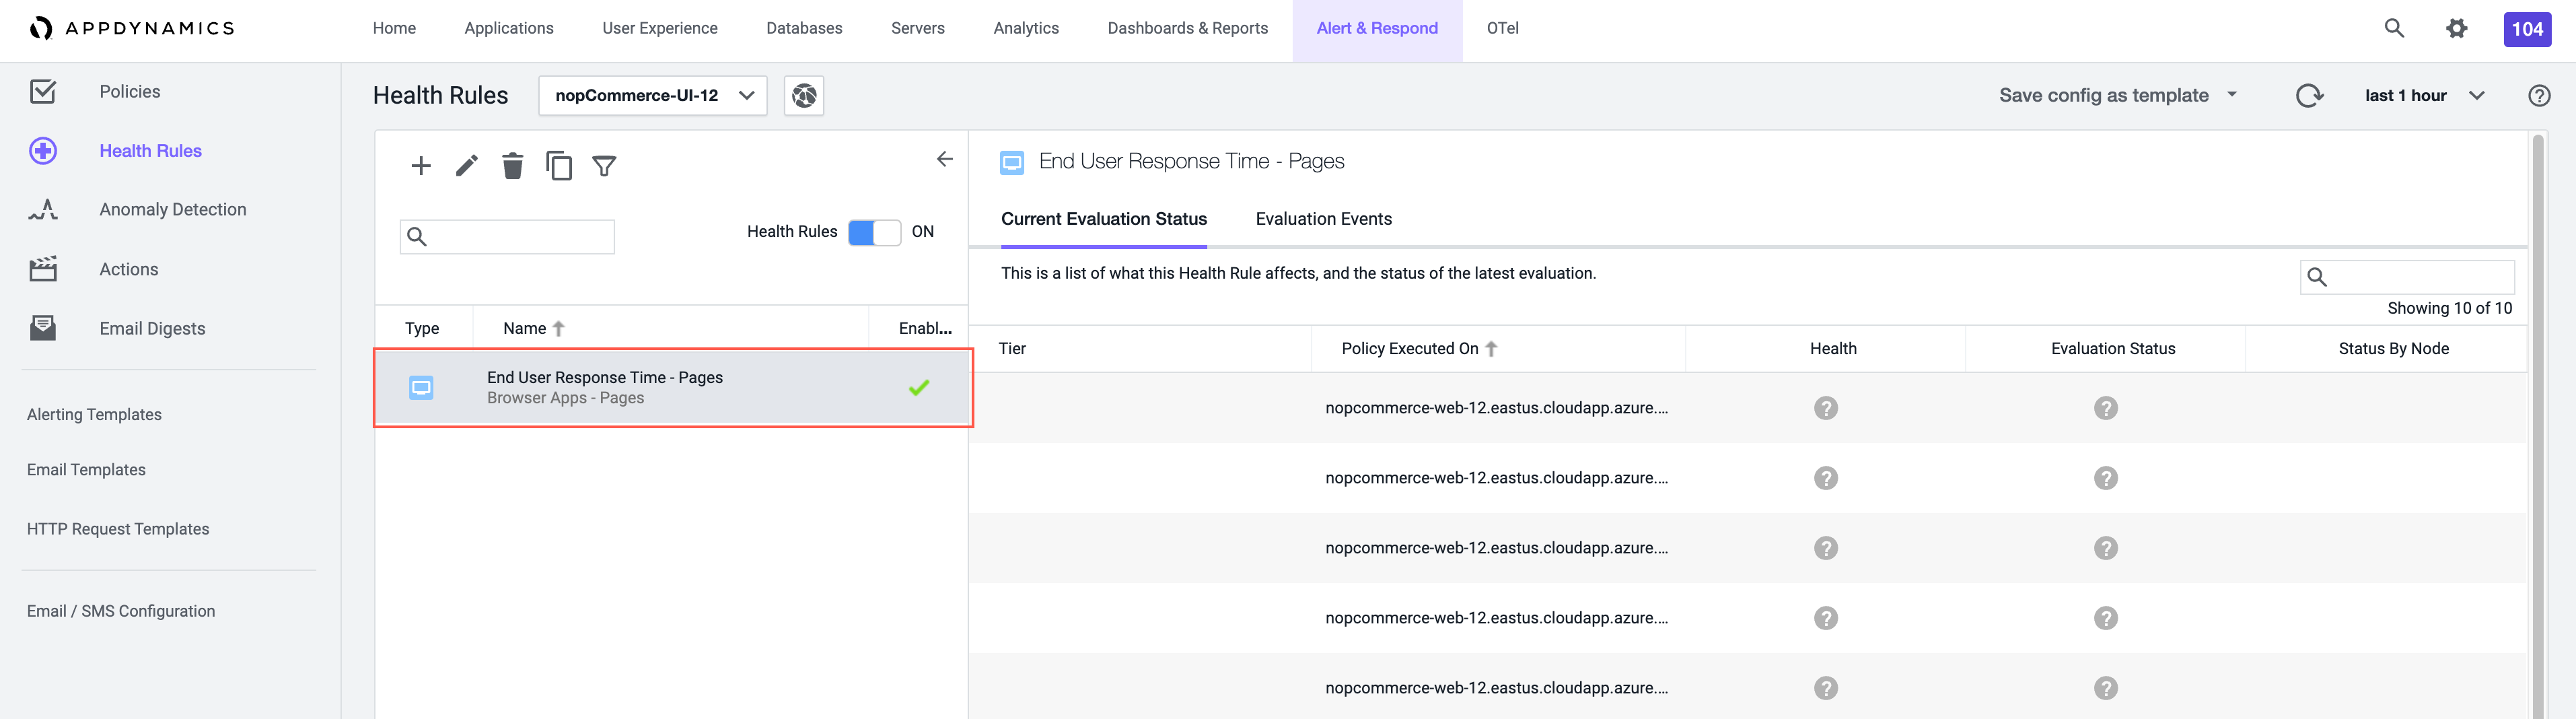 APPDYNAMICS
Home Applications User Experience Databases Servers Analytics Dashboards & Reports Alert & Respond OTel 104
Policies
Health Rules
Anomaly Detection
Actions
Email Digests
Alerting Templates
Email Templates
HTTP Request Templates
Email / SMS Configuration
Health Rules nopCommerce-UI-12 Save config as template last 1 hour ?
Health Rules ON
Type Name Enabl...
End User Response Time - Pages
Browser Apps - Pages
End User Response Time - Pages
Current Evaluation Status Evaluation Events
This is a list of what this Health Rule affects, and the status of the latest evaluation.
Showing 10 of 10
Tier Policy Executed On Health Evaluation Status Status By Node
nopcommerce-web-12.eastus.cloudapp.azure.... ? ?
nopcommerce-web-12.eastus.cloudapp.azure.... ? ?
nopcommerce-web-12.eastus.cloudapp.azure.... ? ?
nopcommerce-web-12.eastus.cloudapp.azure.... ? ?
nopcommerce-web-12.eastus.cloudapp.azure.... ? ?